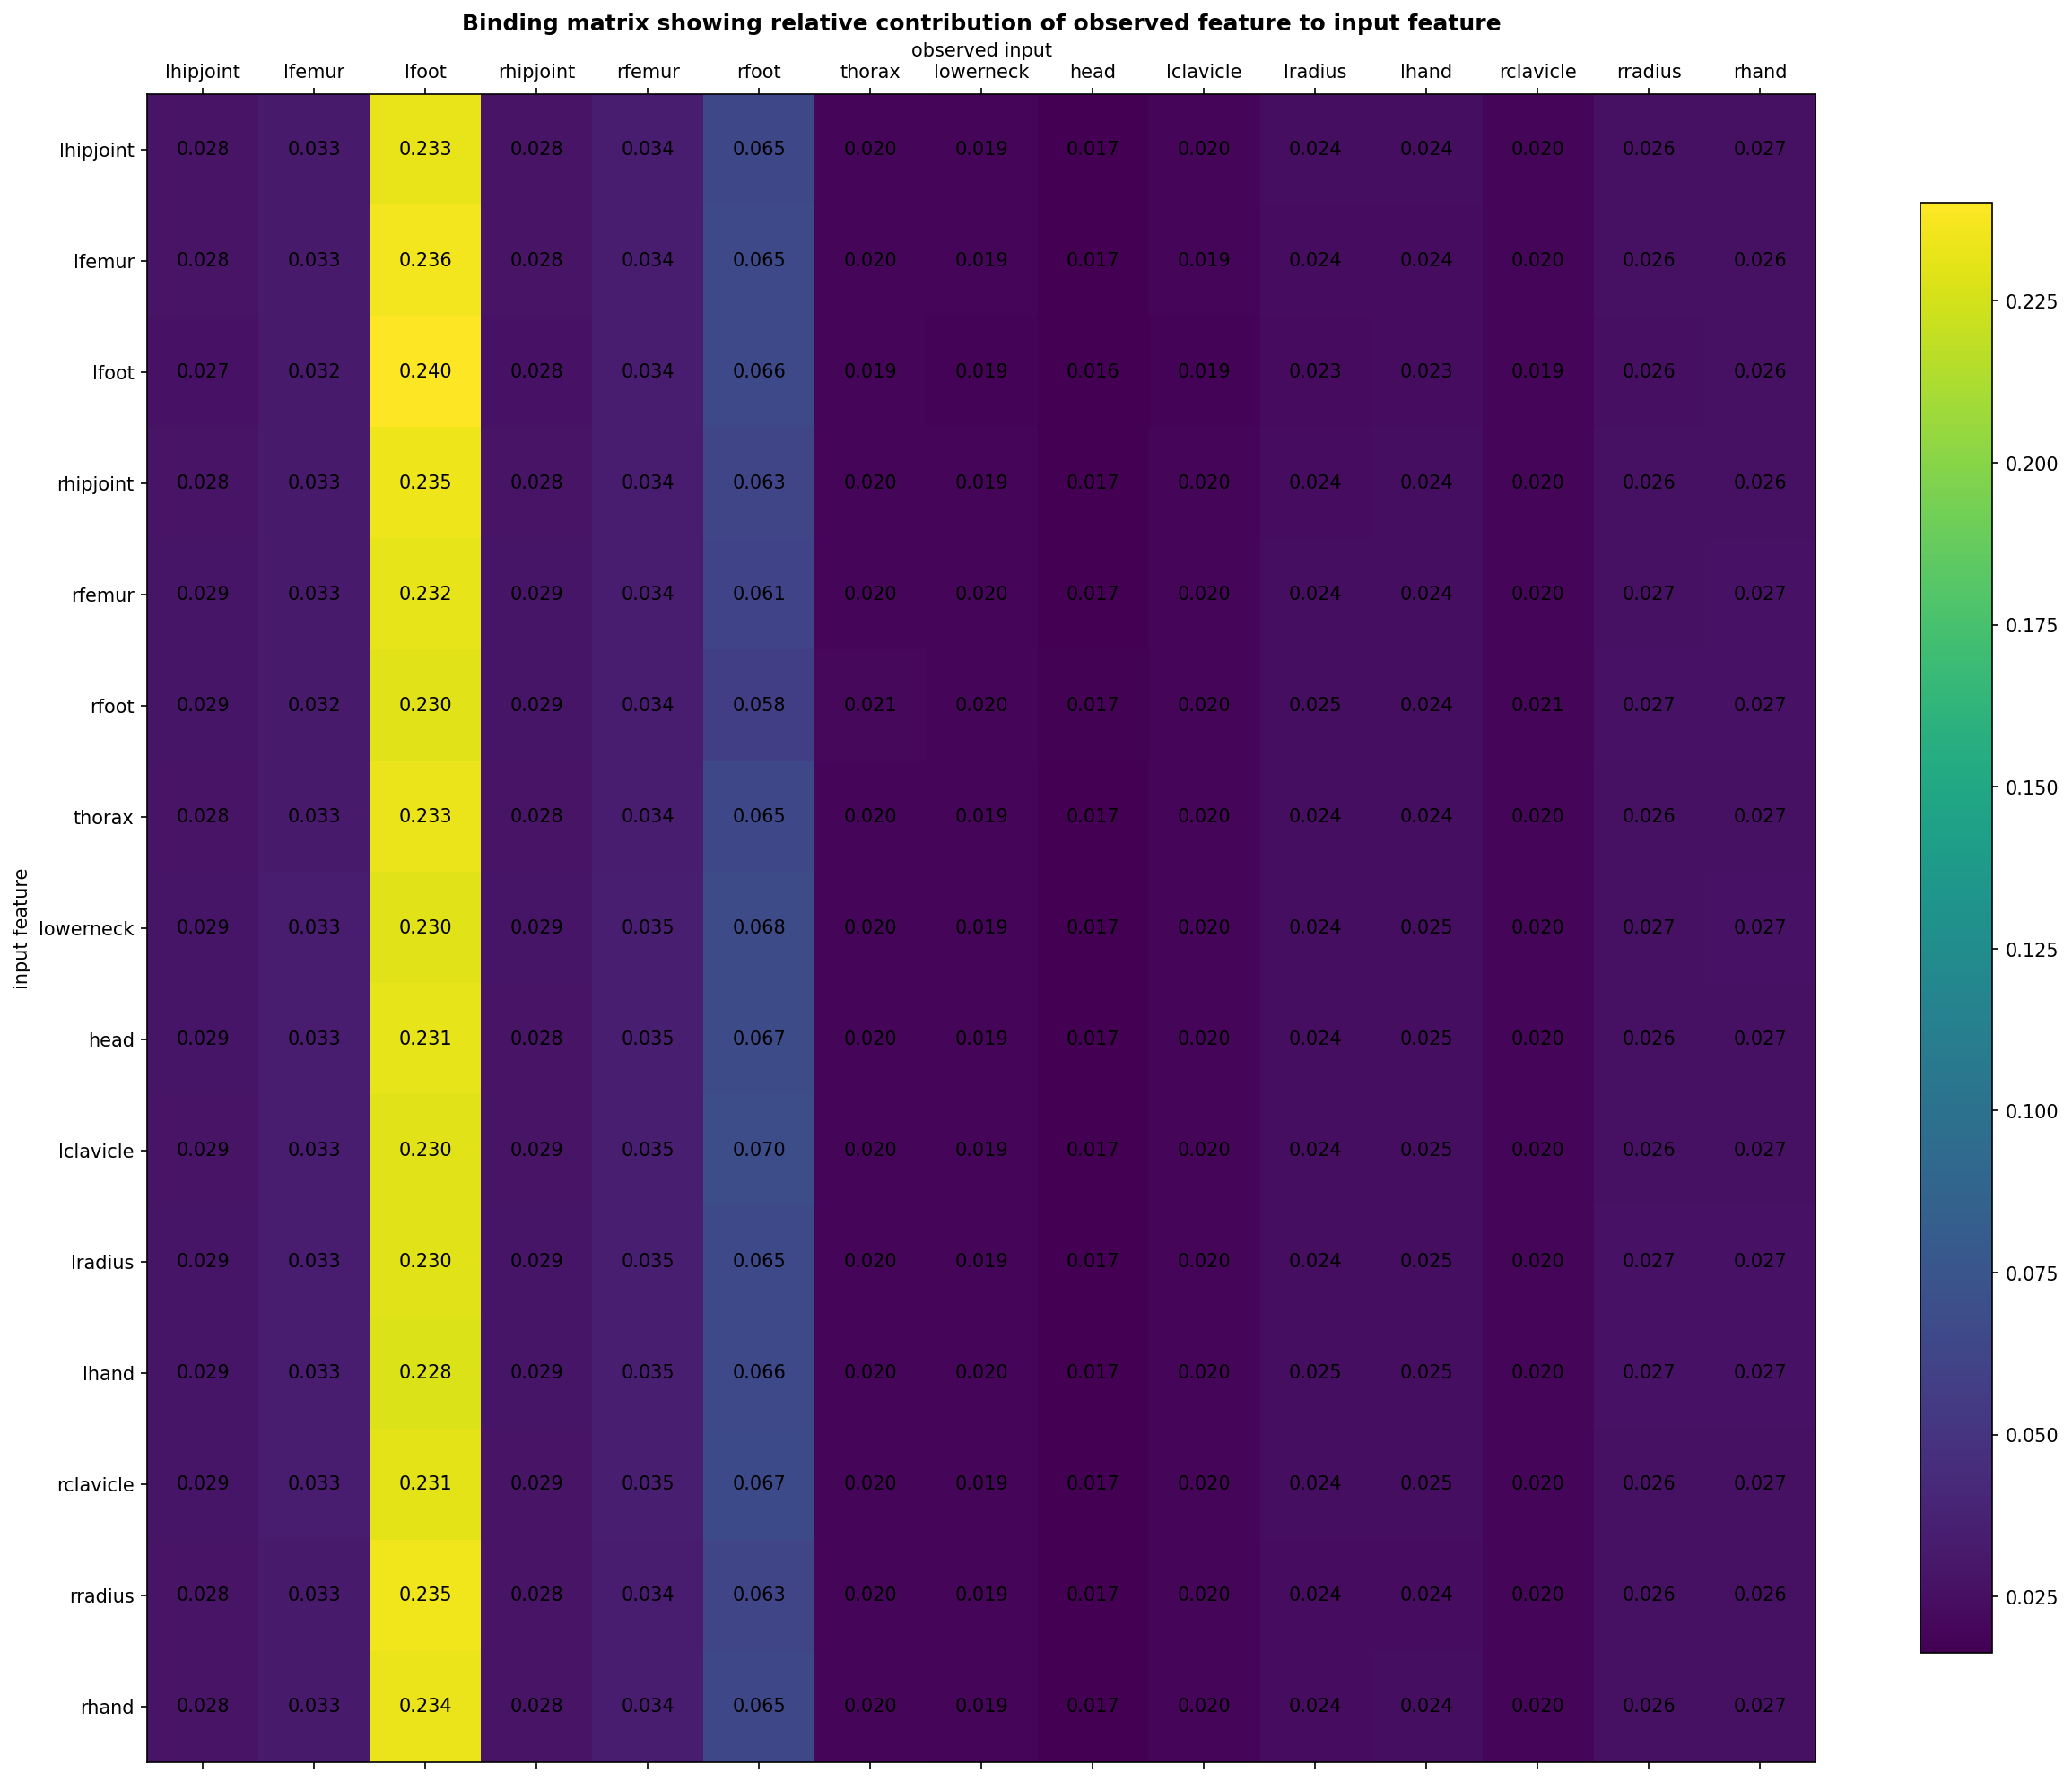 Binding matrix showing relative contribution of observed feature to input feature
observed input
lhipjoint lfemur lfoot rhipjoint rfemur rfoot thorax lowerneck head lclavicle lradius lhand rclavicle rradius rhand
lhipjoint 0.028 0.033 0.233 0.028 0.034 0.065 0.020 0.019 0.017 0.020 0.024 0.024 0.020 0.026 0.027
lfemur 0.028 0.033 0.236 0.028 0.034 0.065 0.020 0.019 0.017 0.019 0.024 0.024 0.020 0.026 0.026
lfoot 0.027 0.032 0.240 0.028 0.034 0.066 0.019 0.019 0.016 0.019 0.023 0.023 0.019 0.026 0.026
rhipjoint 0.028 0.033 0.235 0.028 0.034 0.063 0.020 0.019 0.017 0.020 0.024 0.024 0.020 0.026 0.026
rfemur 0.029 0.033 0.232 0.029 0.034 0.061 0.020 0.020 0.017 0.020 0.024 0.024 0.020 0.027 0.027
rfoot 0.029 0.032 0.230 0.029 0.034 0.058 0.021 0.020 0.017 0.020 0.025 0.024 0.021 0.027 0.027
thorax 0.028 0.033 0.233 0.028 0.034 0.065 0.020 0.019 0.017 0.020 0.024 0.024 0.020 0.026 0.027
lowerneck 0.029 0.033 0.230 0.029 0.035 0.068 0.020 0.019 0.017 0.020 0.024 0.025 0.020 0.027 0.027
head 0.029 0.033 0.231 0.028 0.035 0.067 0.020 0.019 0.017 0.020 0.024 0.025 0.020 0.026 0.027
lclavicle 0.029 0.033 0.230 0.029 0.035 0.070 0.020 0.019 0.017 0.020 0.024 0.025 0.020 0.026 0.027
lradius 0.029 0.033 0.230 0.029 0.035 0.065 0.020 0.019 0.017 0.020 0.024 0.025 0.020 0.027 0.027
lhand 0.029 0.033 0.228 0.029 0.035 0.066 0.020 0.020 0.017 0.020 0.025 0.025 0.020 0.027 0.027
rclavicle 0.029 0.033 0.231 0.029 0.035 0.067 0.020 0.019 0.017 0.020 0.024 0.025 0.020 0.026 0.027
rradius 0.028 0.033 0.235 0.028 0.034 0.063 0.020 0.019 0.017 0.020 0.024 0.024 0.020 0.026 0.026
rhand 0.028 0.033 0.234 0.028 0.034 0.065 0.020 0.019 0.017 0.020 0.024 0.024 0.020 0.026 0.027
input feature
0.225
0.200
0.175
0.150
0.125
0.100
0.075
0.050
0.025